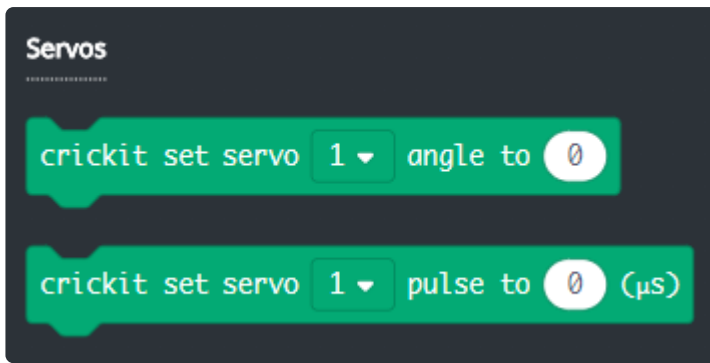 Servos
crickit set servo 1 angle to 0
crickit set servo 1 pulse to 0 (µs)